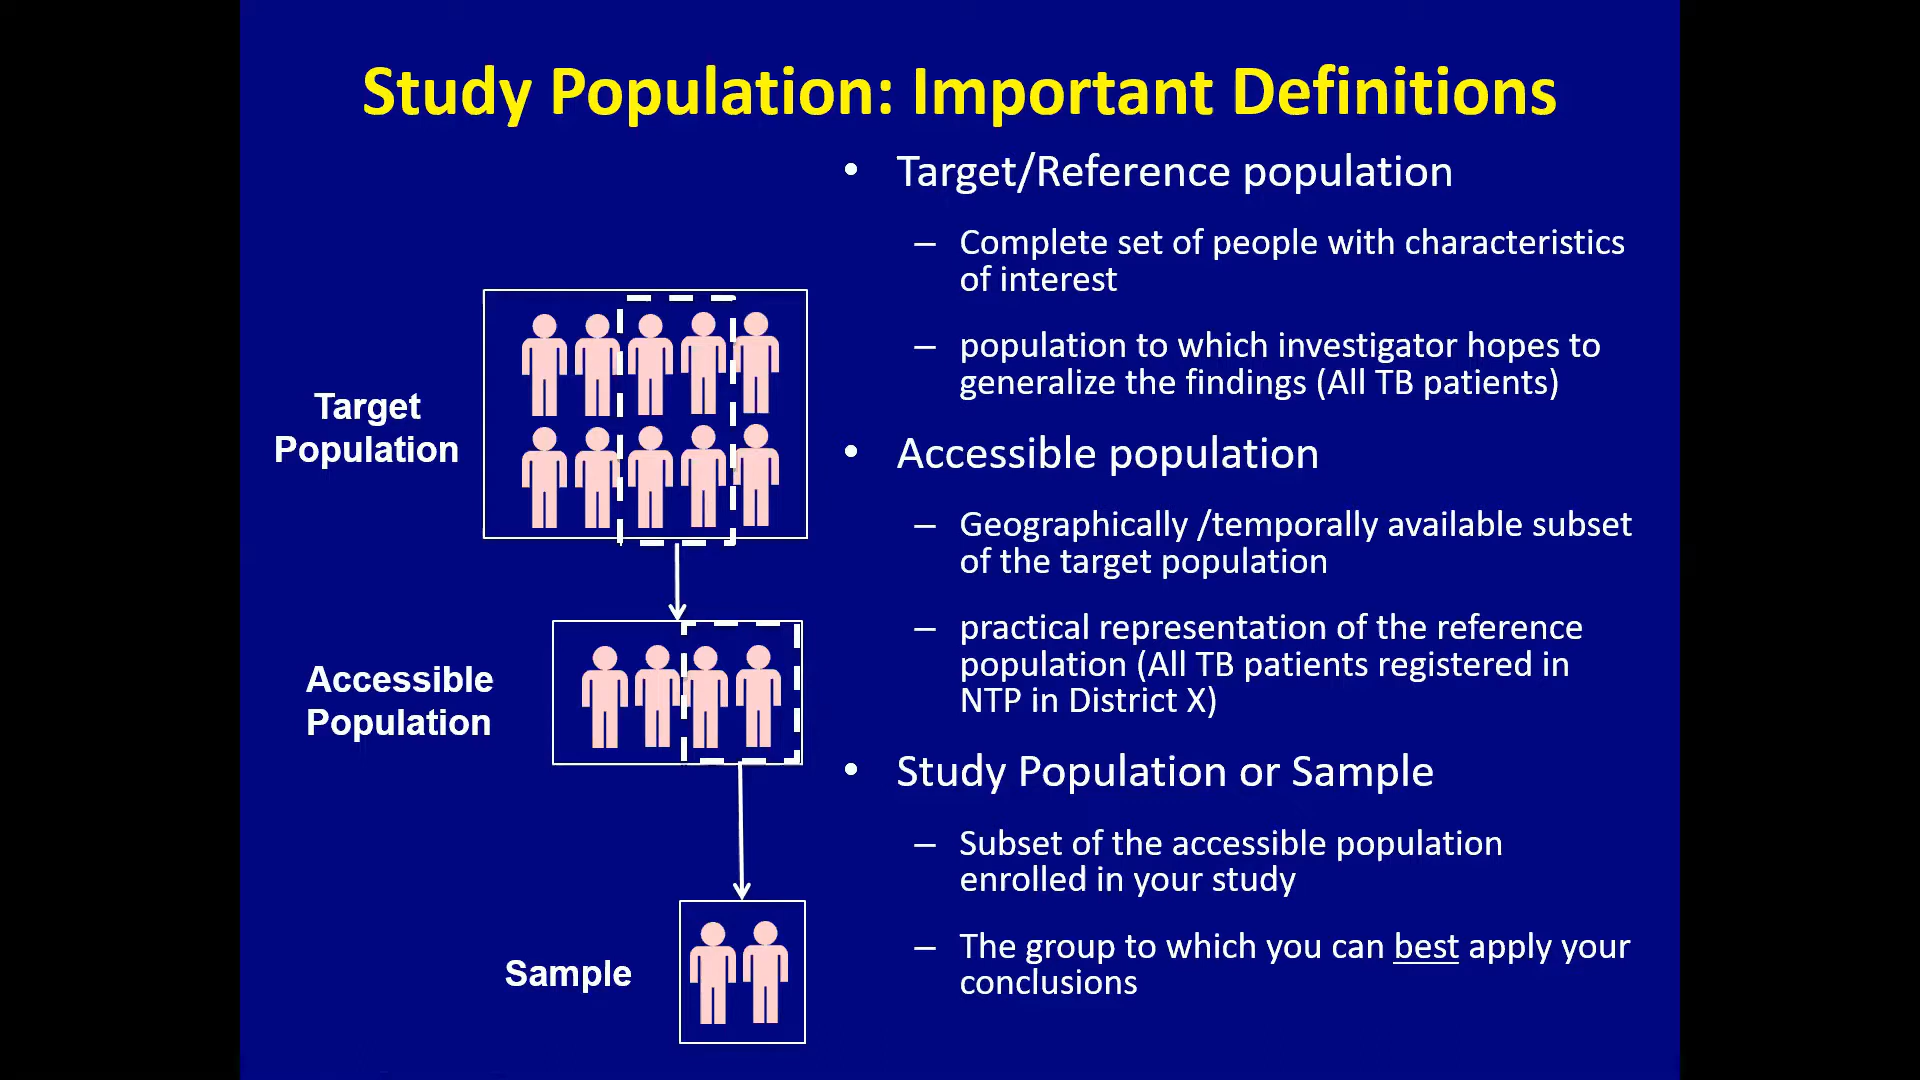 Study Population: Important Definitions
Target
Population
Accessible
Population
Sample
• Target/Reference population
– Complete set of people with characteristics
of interest
– population to which investigator hopes to
generalize the findings (All TB patients)
• Accessible population
– Geographically /temporally available subset
of the target population
– practical representation of the reference
population (All TB patients registered in
NTP in District X)
• Study Population or Sample
– Subset of the accessible population
enrolled in your study
– The group to which you can best apply your
conclusions